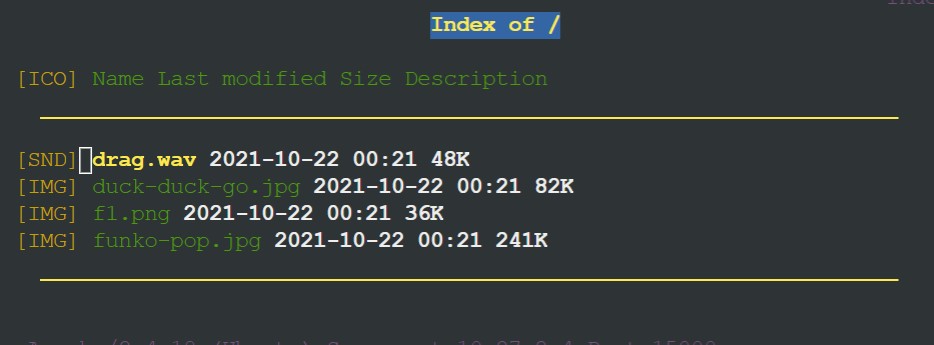 Index of /
[ICO] Name Last modified Size Description
[SND] drag.wav 2021-10-22 00:21 48K
[IMG] duck-duck-go.jpg 2021-10-22 00:21 82K
[IMG] f1.png 2021-10-22 00:21 36K
[IMG] funko-pop.jpg 2021-10-22 00:21 241K